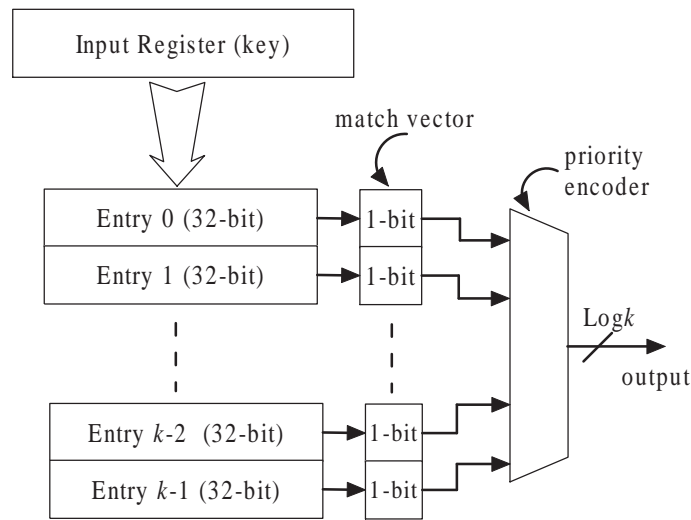 Input Register (key)
match vector
priority
encoder
Entry 0 (32-bit)
1-bit
Entry 1 (32-bit)
1-bit
Logk
output
Entry k-2 (32-bit)
1-bit
Entry k-1 (32-bit)
1-bit